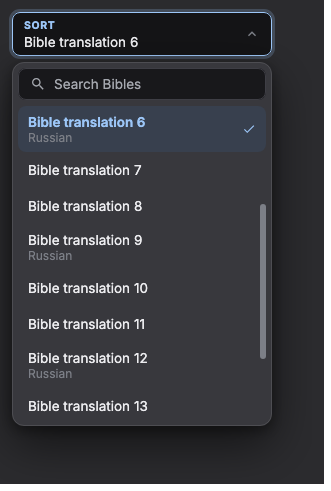 SORT
Bible translation 6
Search Bibles
Bible translation 6
Russian
Bible translation 7
Bible translation 8
Bible translation 9
Russian
Bible translation 10
Bible translation 11
Bible translation 12
Russian
Bible translation 13